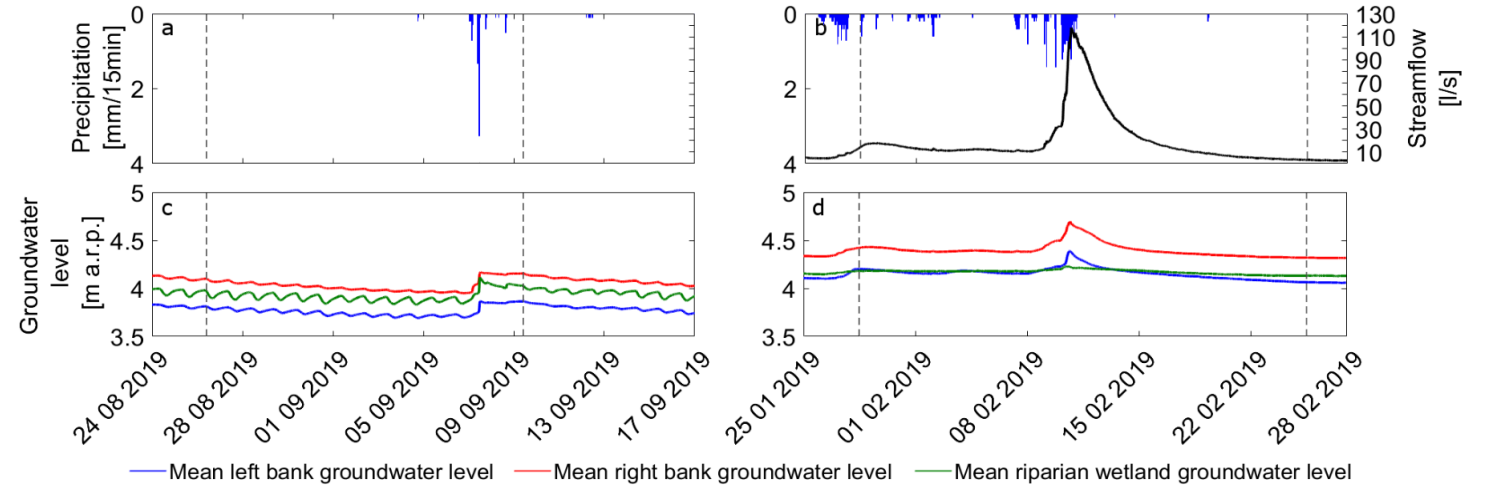 Precipitation
[mm/15min]
0
2
4
a
0
2
4
b
130
110
90
70
50
30
10
Streamflow
[l/s]
Groundwater
level
[m a.r.p.]
5
4.5
4
3.5
c
5
4.5
4
3.5
d
24 08 2019
28 08 2019
01 09 2019
05 09 2019
09 09 2019
13 09 2019
17 09 2019
25 01 2019
01 02 2019
08 02 2019
15 02 2019
22 02 2019
28 02 2019
Mean left bank groundwater level
Mean right bank groundwater level
Mean riparian wetland groundwater level